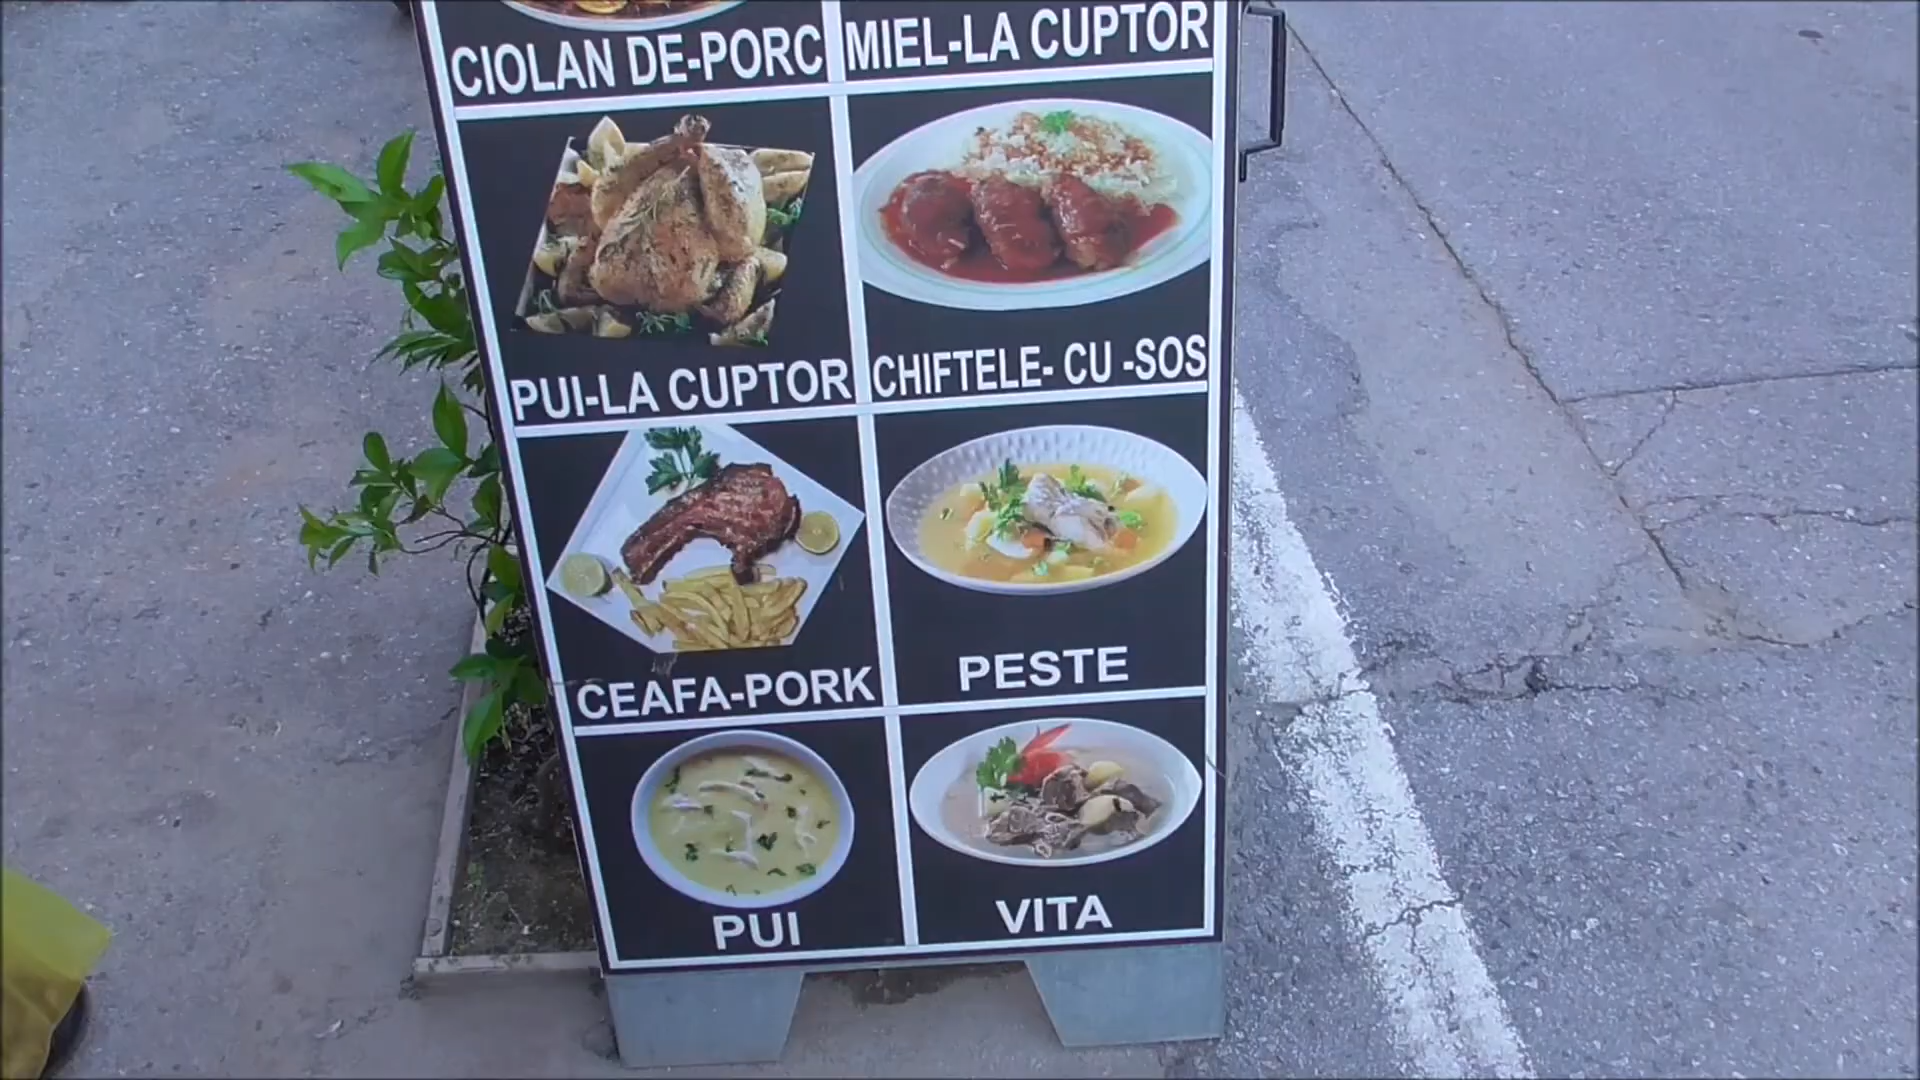 CIOLAN DE-PORC
MIEL-LA CUPTOR
PUI-LA CUPTOR
CHIFTELE- CU -SOS
CEAFA-PORK
PESTE
PUI
VITA